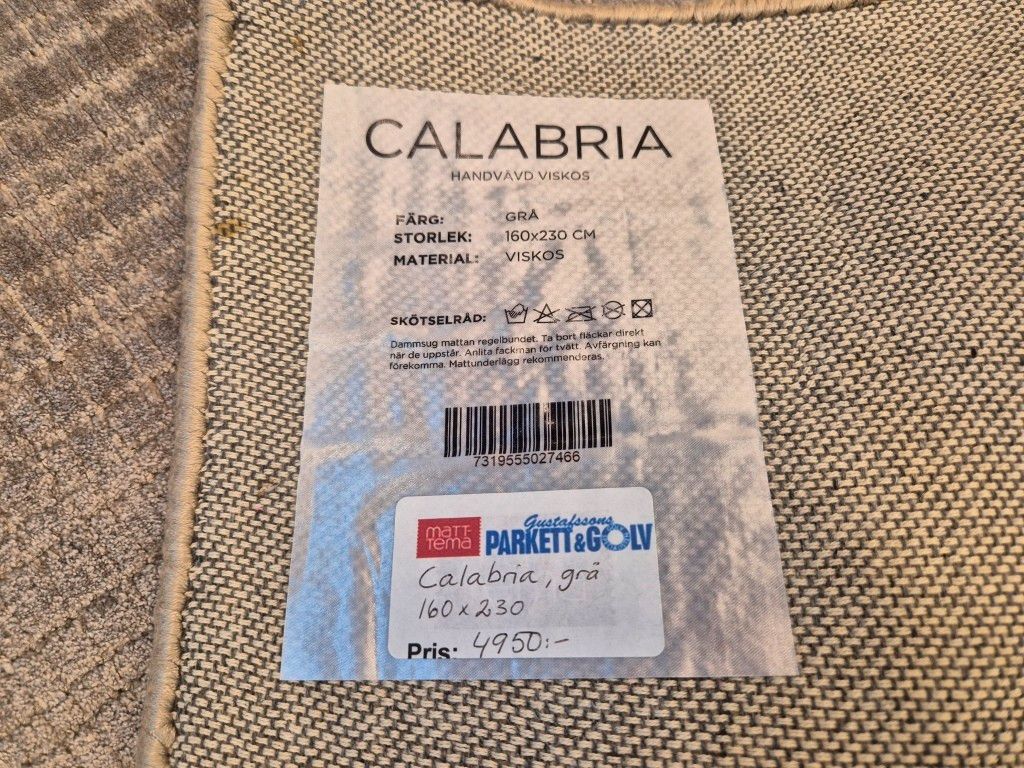 CALABRIA
HANDVÄVD VISKOS
FÄRG: GRÅ
STORLEK: 160x230 CM
MATERIAL: VISKOS
SKÖTSELRÅD:
Dammsug mattan regelbundet. Ta bort fläckar direkt
när de uppstår. Anlita fackman för tvätt. Avfärgning kan
förekomma. Mattunderlägg rekommenderas.
7319555027466
MATT-
TEMA
Gustafssons
PARKETT&GOLV
Calabria, grå
160 x 230
Pris: 4950:-